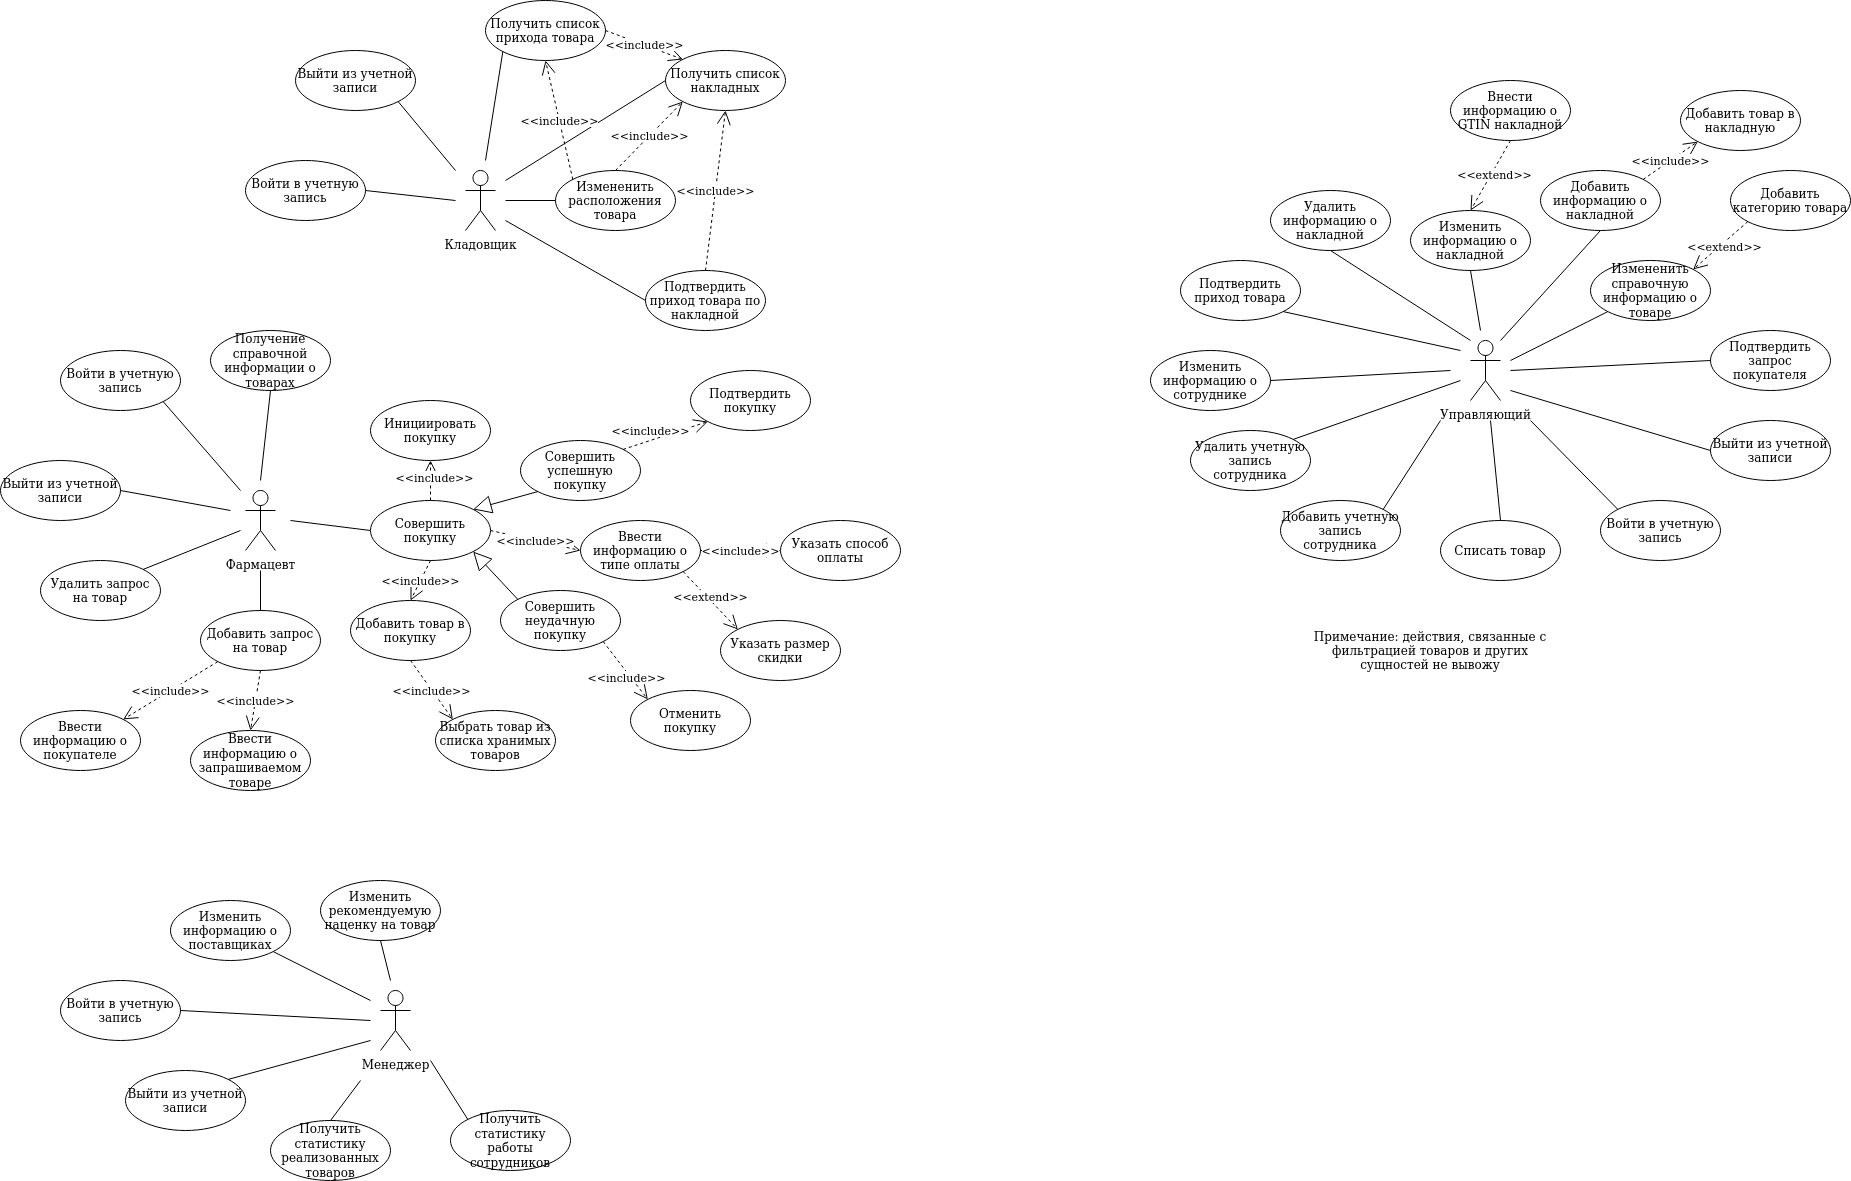 Получить список
прихода товара
<<include>>
Выйти из учетной
записи
Получить список
накладных
<<include>>
<<include>>
Войти в учетную
запись
Измененить
расположения
товара
<<include>>
Кладовщик
Подтвердить
приход товара по
накладной
Внести
информацию о
GTIN накладной
Добавить товар в
накладную
<<include>>
<<extend>>
Добавить
информацию о
накладной
Добавить
категорию товара
Удалить
информацию о
накладной
Изменить
информацию о
накладной
<<extend>>
Измененить
справочную
информацию о
товаре
Подтвердить
приход товара
Подтвердить
запрос
покупателя
Изменить
информацию о
сотруднике
Управляющий
Выйти из учетной
записи
Удалить учетную
запись
сотрудника
Добавить учетную
запись
сотрудника
Списать товар
Войти в учетную
запись
Примечание: действия, связанные с
фильтрацией товаров и других
сущностей не вывожу
Получение
справочной
информации о
товарах
Войти в учетную
запись
Подтвердить
покупку
Инициировать
покупку
<<include>>
Совершить
успешную
покупку
<<include>>
Выйти из учетной
записи
Совершить
покупку
<<include>>
Ввести
информацию о
типе оплаты
<<include>>
Указать способ
оплаты
Фармацевт
Удалить запрос
на товар
<<include>>
<<extend>>
Совершить
неудачную
покупку
Добавить товар в
покупку
Добавить запрос
на товар
Указать размер
скидки
<<include>>
<<include>>
<<include>>
<<include>>
Ввести
информацию о
покупателе
Ввести
информацию о
запрашиваемом
товаре
Выбрать товар из
списка хранимых
товаров
Отменить
покупку
Изменить
рекомендуемую
наценку на товар
Изменить
информацию о
поставщиках
Войти в учетную
запись
Менеджер
Выйти из учетной
записи
Получить
статистику
реализованных
товаров
Получить
статистику
работы
сотрудников